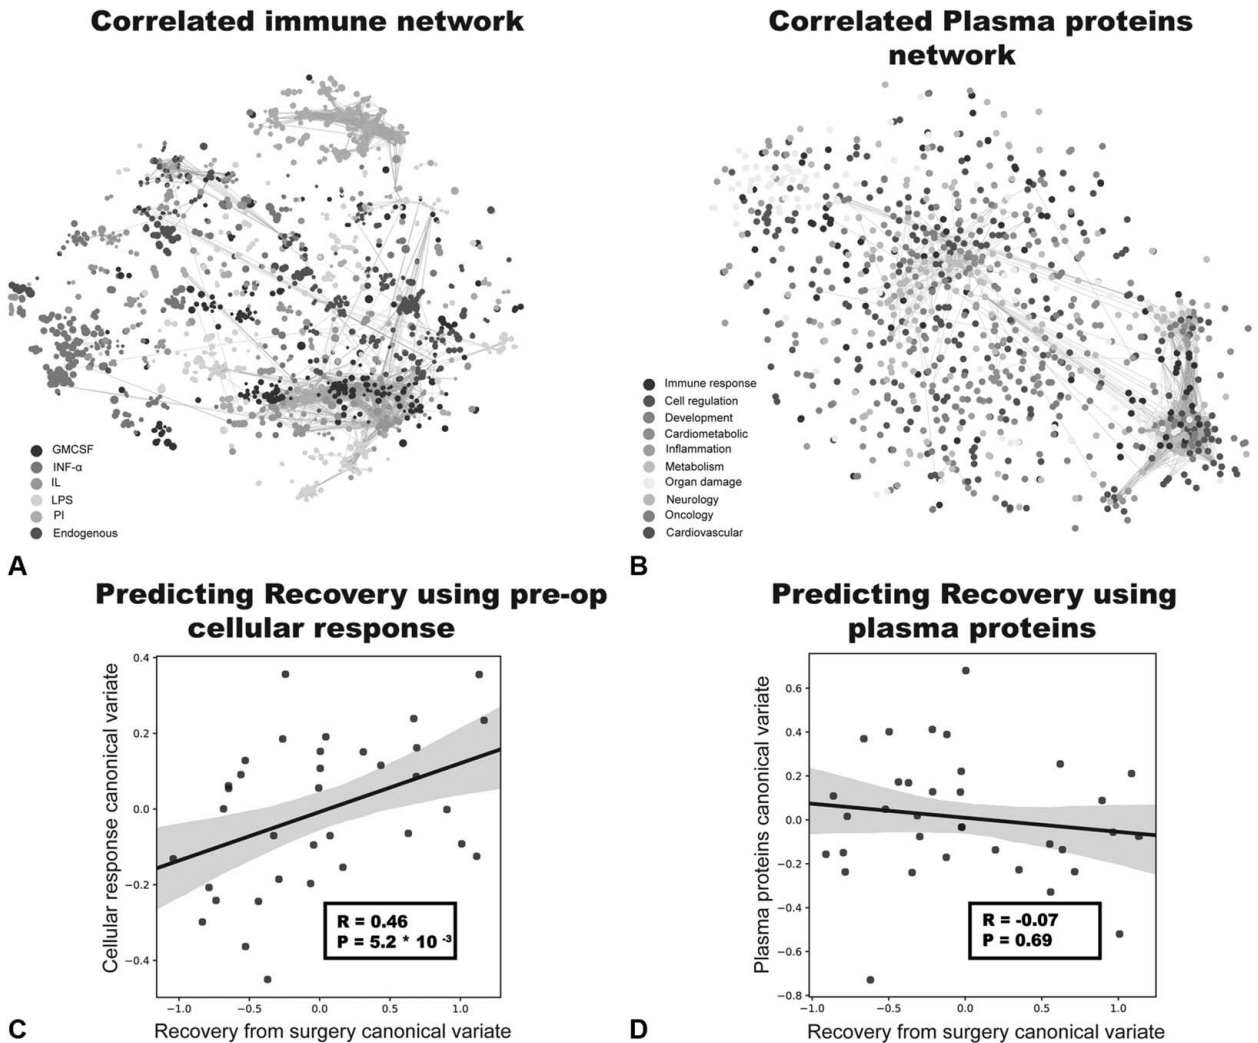 Correlated immune network
Correlated Plasma proteins
network
GMCSF
INF-α
IL
LPS
PI
Endogenous
A
Immune response
Cell regulation
Development
Cardiometabolic
Inflammation
Metabolism
Organ damage
Neurology
Oncology
Cardiovascular
B
Predicting Recovery using pre-op
cellular response
Cellular response canonical variate
0.4
0.2
0.0
−0.2
−0.4
R = 0.46
P = 5.2 * 10 -3
−1.0 −0.5 0.0 0.5 1.0
Recovery from surgery canonical variate
C
Predicting Recovery using
plasma proteins
Plasma proteins canonical variate
0.6
0.4
0.2
0.0
−0.2
−0.4
−0.6
−0.8
R = -0.07
P = 0.69
−1.0 −0.5 0.0 0.5 1.0
Recovery from surgery canonical variate
D